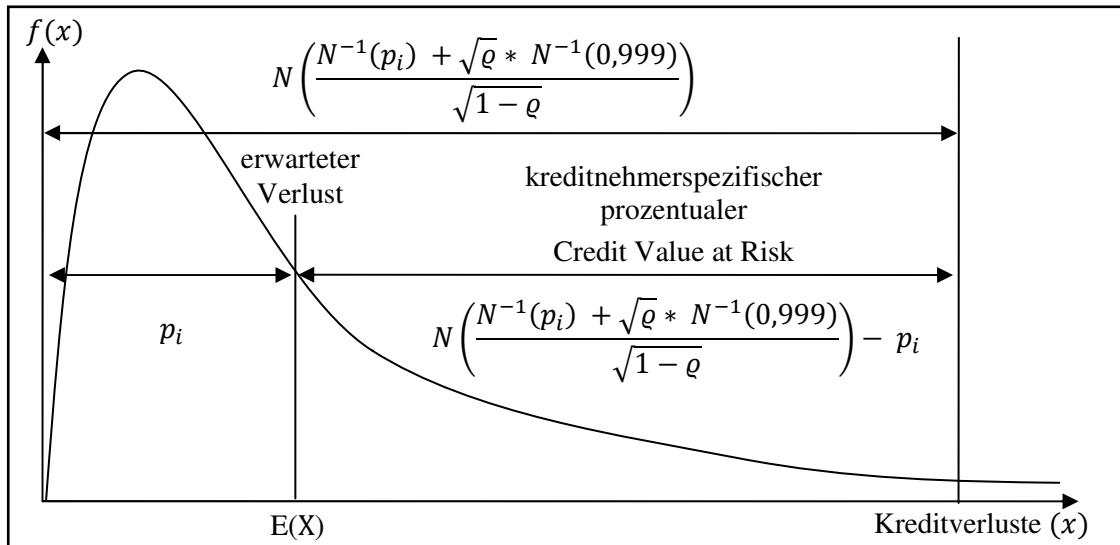 f(x)
N((N⁻¹(pᵢ) + √ϱ * N⁻¹(0,999)) / √(1 − ϱ))
erwarteter
Verlust
kreditnehmerspezifischer
prozentualer
Credit Value at Risk
pᵢ
N((N⁻¹(pᵢ) + √ϱ * N⁻¹(0,999)) / √(1 − ϱ)) − pᵢ
E(X)
Kreditverluste (x)